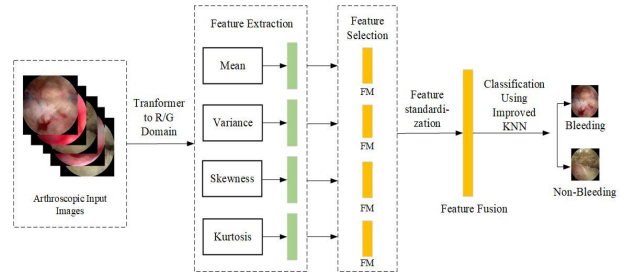 Arthroscopic Input
Images
Tranformer
to R/G
Domain
Feature Extraction
Mean
Variance
Skewness
Kurtosis
Feature
Selection
FM
FM
FM
FM
Feature
standardi-
zation
Feature Fusion
Classification
Using
Improved
KNN
Bleeding
Non-Bleeding